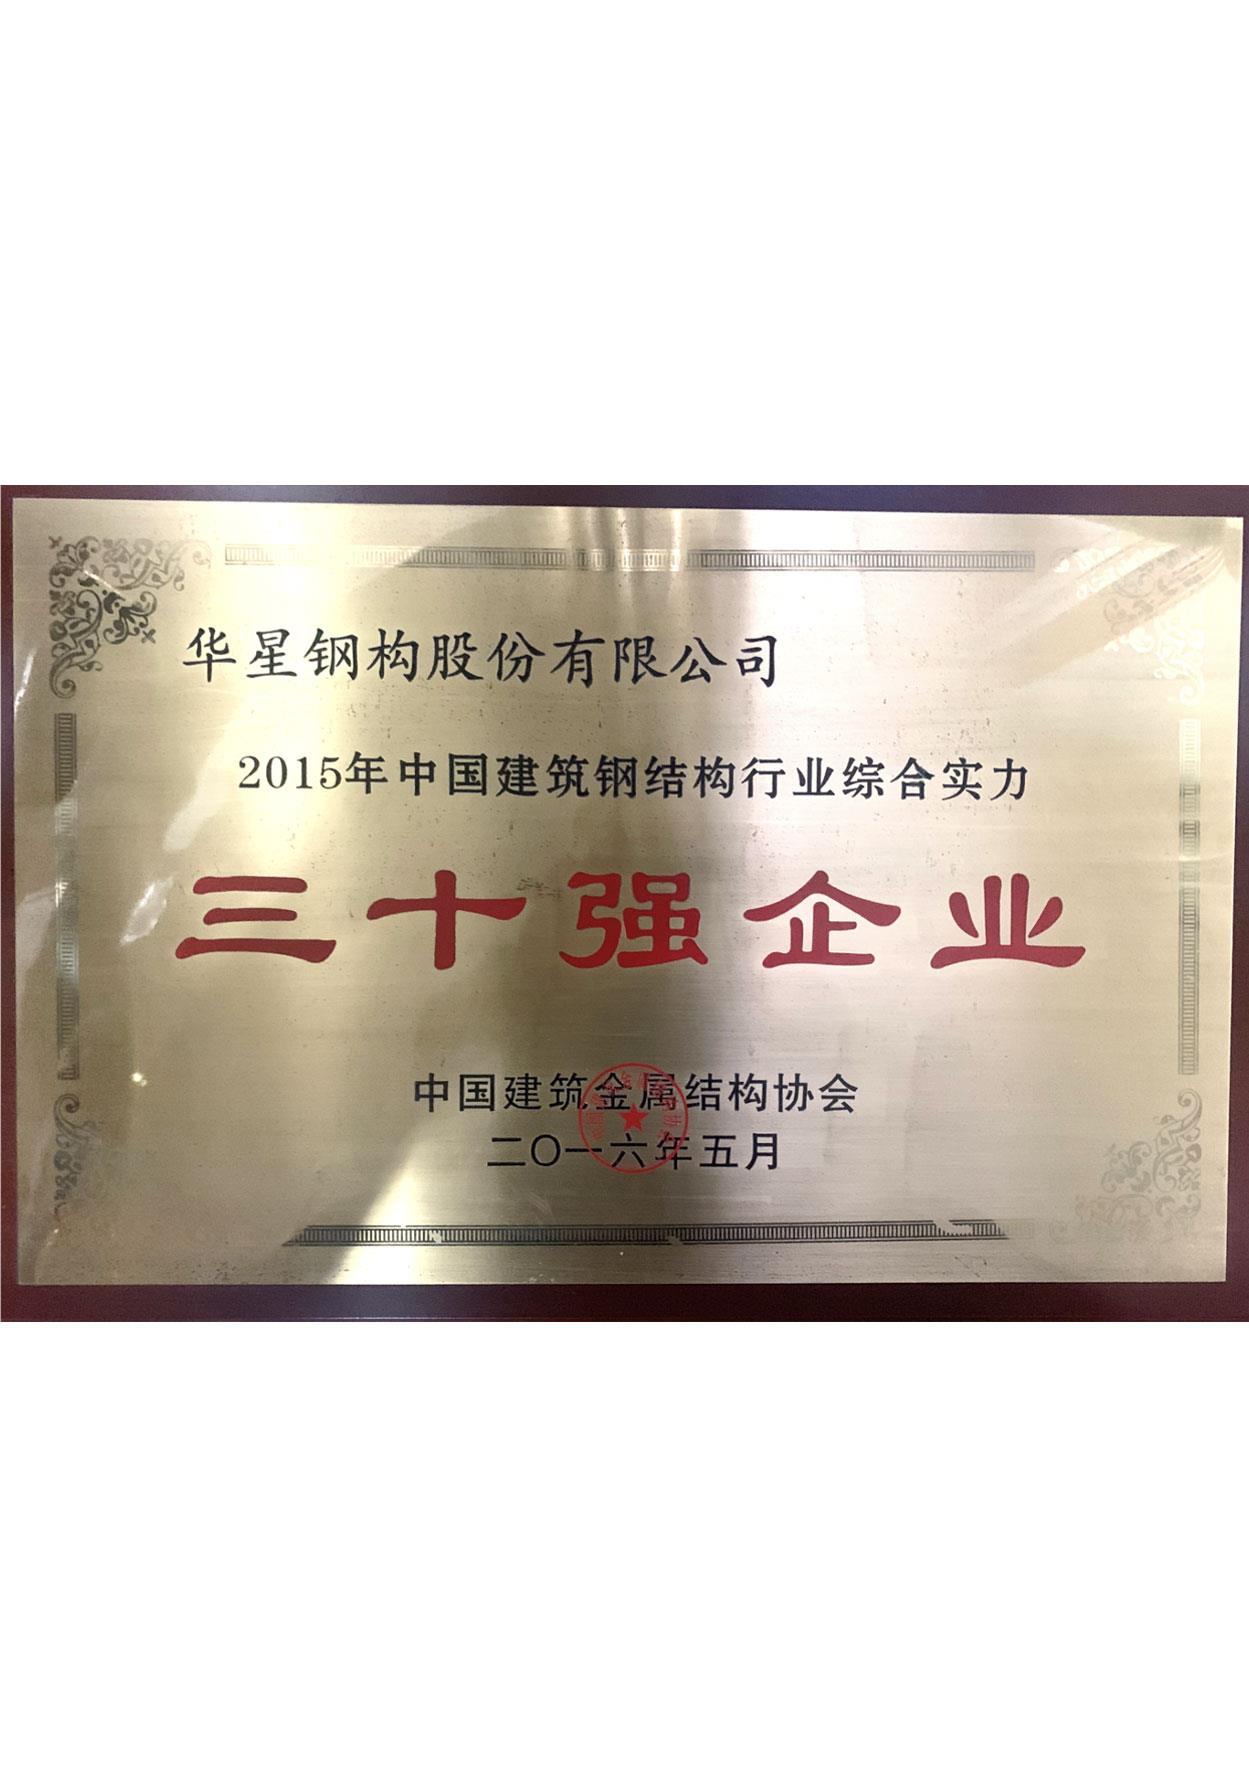 华星钢构股份有限公司
2015年中国建筑钢结构行业综合实力
三十强企业
中国建筑金属结构协会
二〇一六年五月